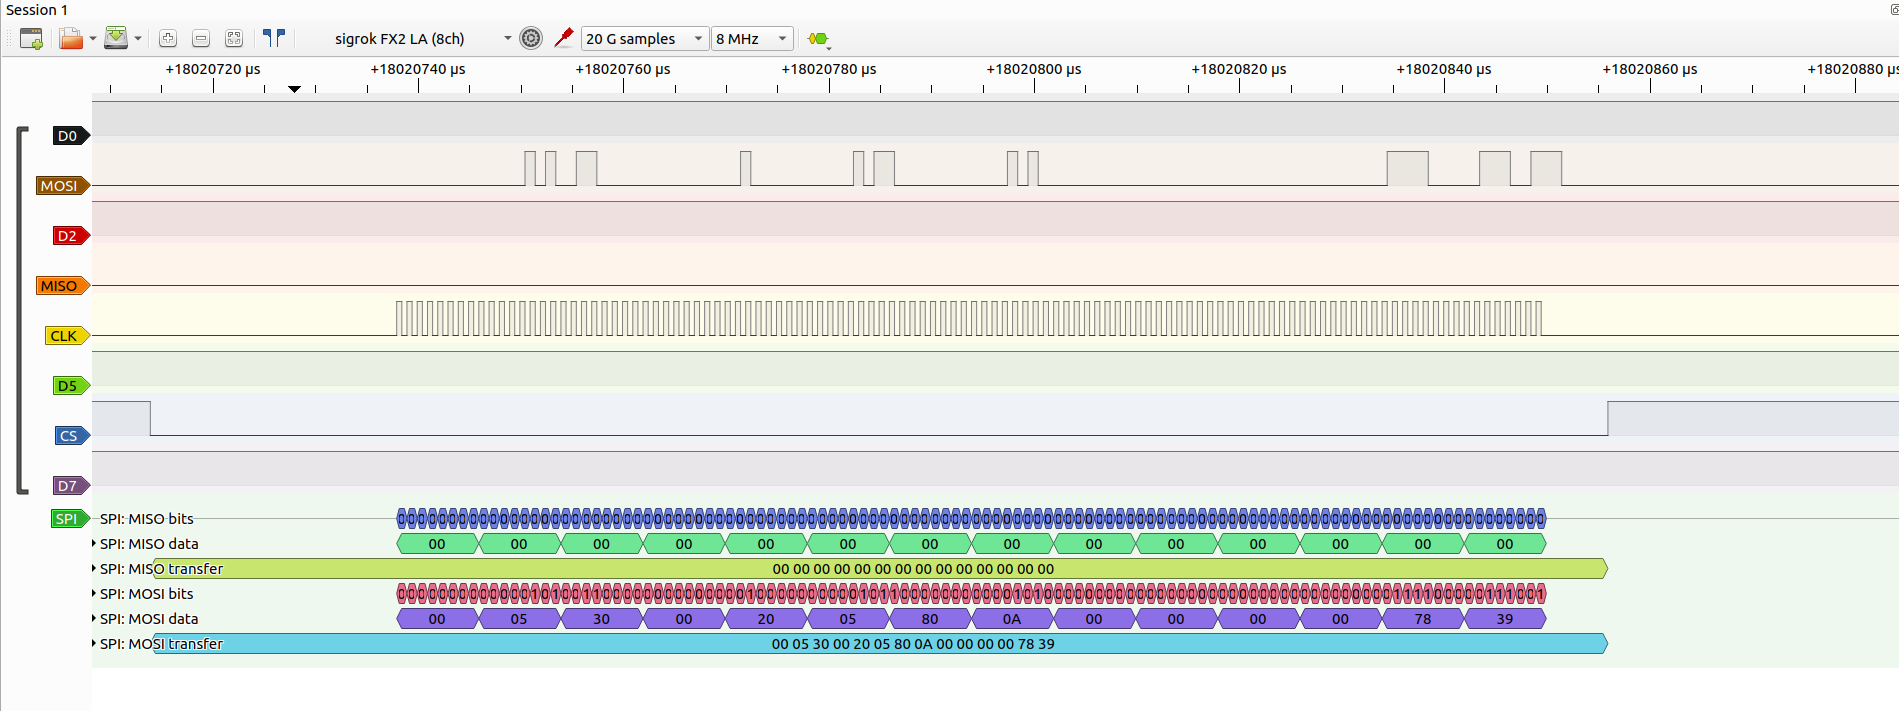 Session 1
sigrok FX2 LA (8ch) 20 G samples 8 MHz
+18020720 µs +18020740 µs +18020760 µs +18020780 µs +18020800 µs +18020820 µs +18020840 µs +18020860 µs +18020880 µs
D0
MOSI
D2
MISO
CLK
D5
CS
D7
SPI SPI: MISO bits
SPI: MISO data 00 00 00 00 00 00 00 00 00 00 00 00 00 00
SPI: MISO transfer 00 00 00 00 00 00 00 00 00 00 00 00 00 00
SPI: MOSI bits
SPI: MOSI data 00 05 30 00 20 05 80 0A 00 00 00 00 78 39
SPI: MOSI transfer 00 05 30 00 20 05 80 0A 00 00 00 00 78 39